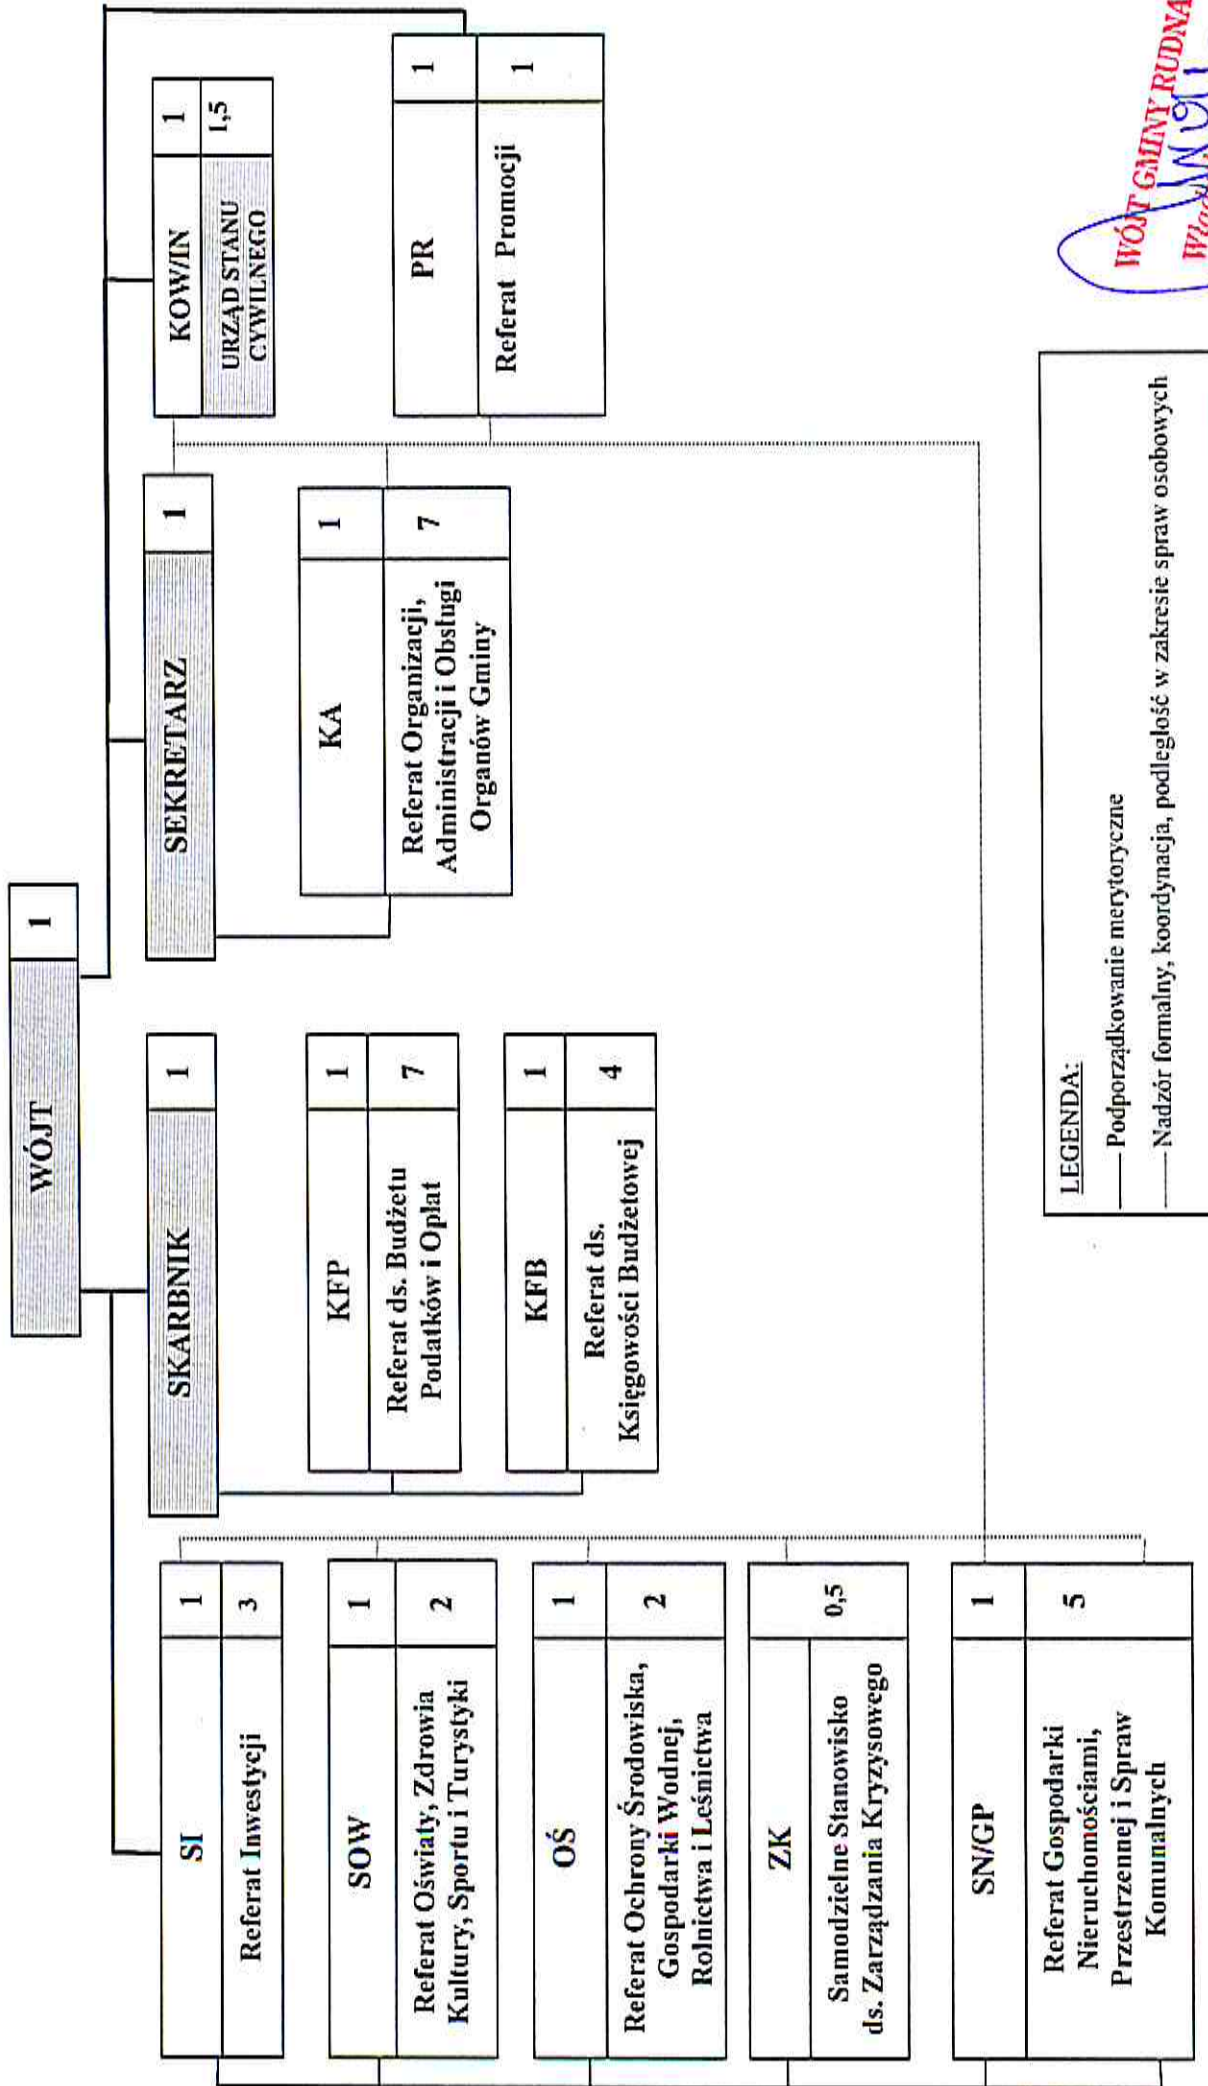 WÓJT 1
SKARBNIK 1
SEKRETARZ 1
KOW/IN 1
URZĄD STANU 1,5
CYWILNEGO
SI 1
Referat Inwestycji 3
SOW 1
Referat Oświaty, Zdrowia 2
Kultury, Sportu i Turystyki
OŚ 1
Referat Ochrony Środowiska, 2
Gospodarki Wodnej,
Rolnictwa i Leśnictwa
ZK
Samodzielne Stanowisko 0,5
ds. Zarządzania Kryzysowego
SN/GP 1
Referat Gospodarki 5
Nieruchomościami,
Przestrzennej i Spraw
Komunalnych
KFP 1
Referat ds. Budżetu 7
Podatków i Opłat
KFB 1
Referat ds. 4
Księgowości Budżetowej
KA 1
Referat Organizacji, 7
Administracji i Obsługi
Organów Gminy
PR 1
Referat Promocji 1
LEGENDA:
Podporządkowanie merytoryczne
Nadzór formalny, koordynacja, podległość w zakresie spraw osobowych
WÓJT GMINY RUDNA